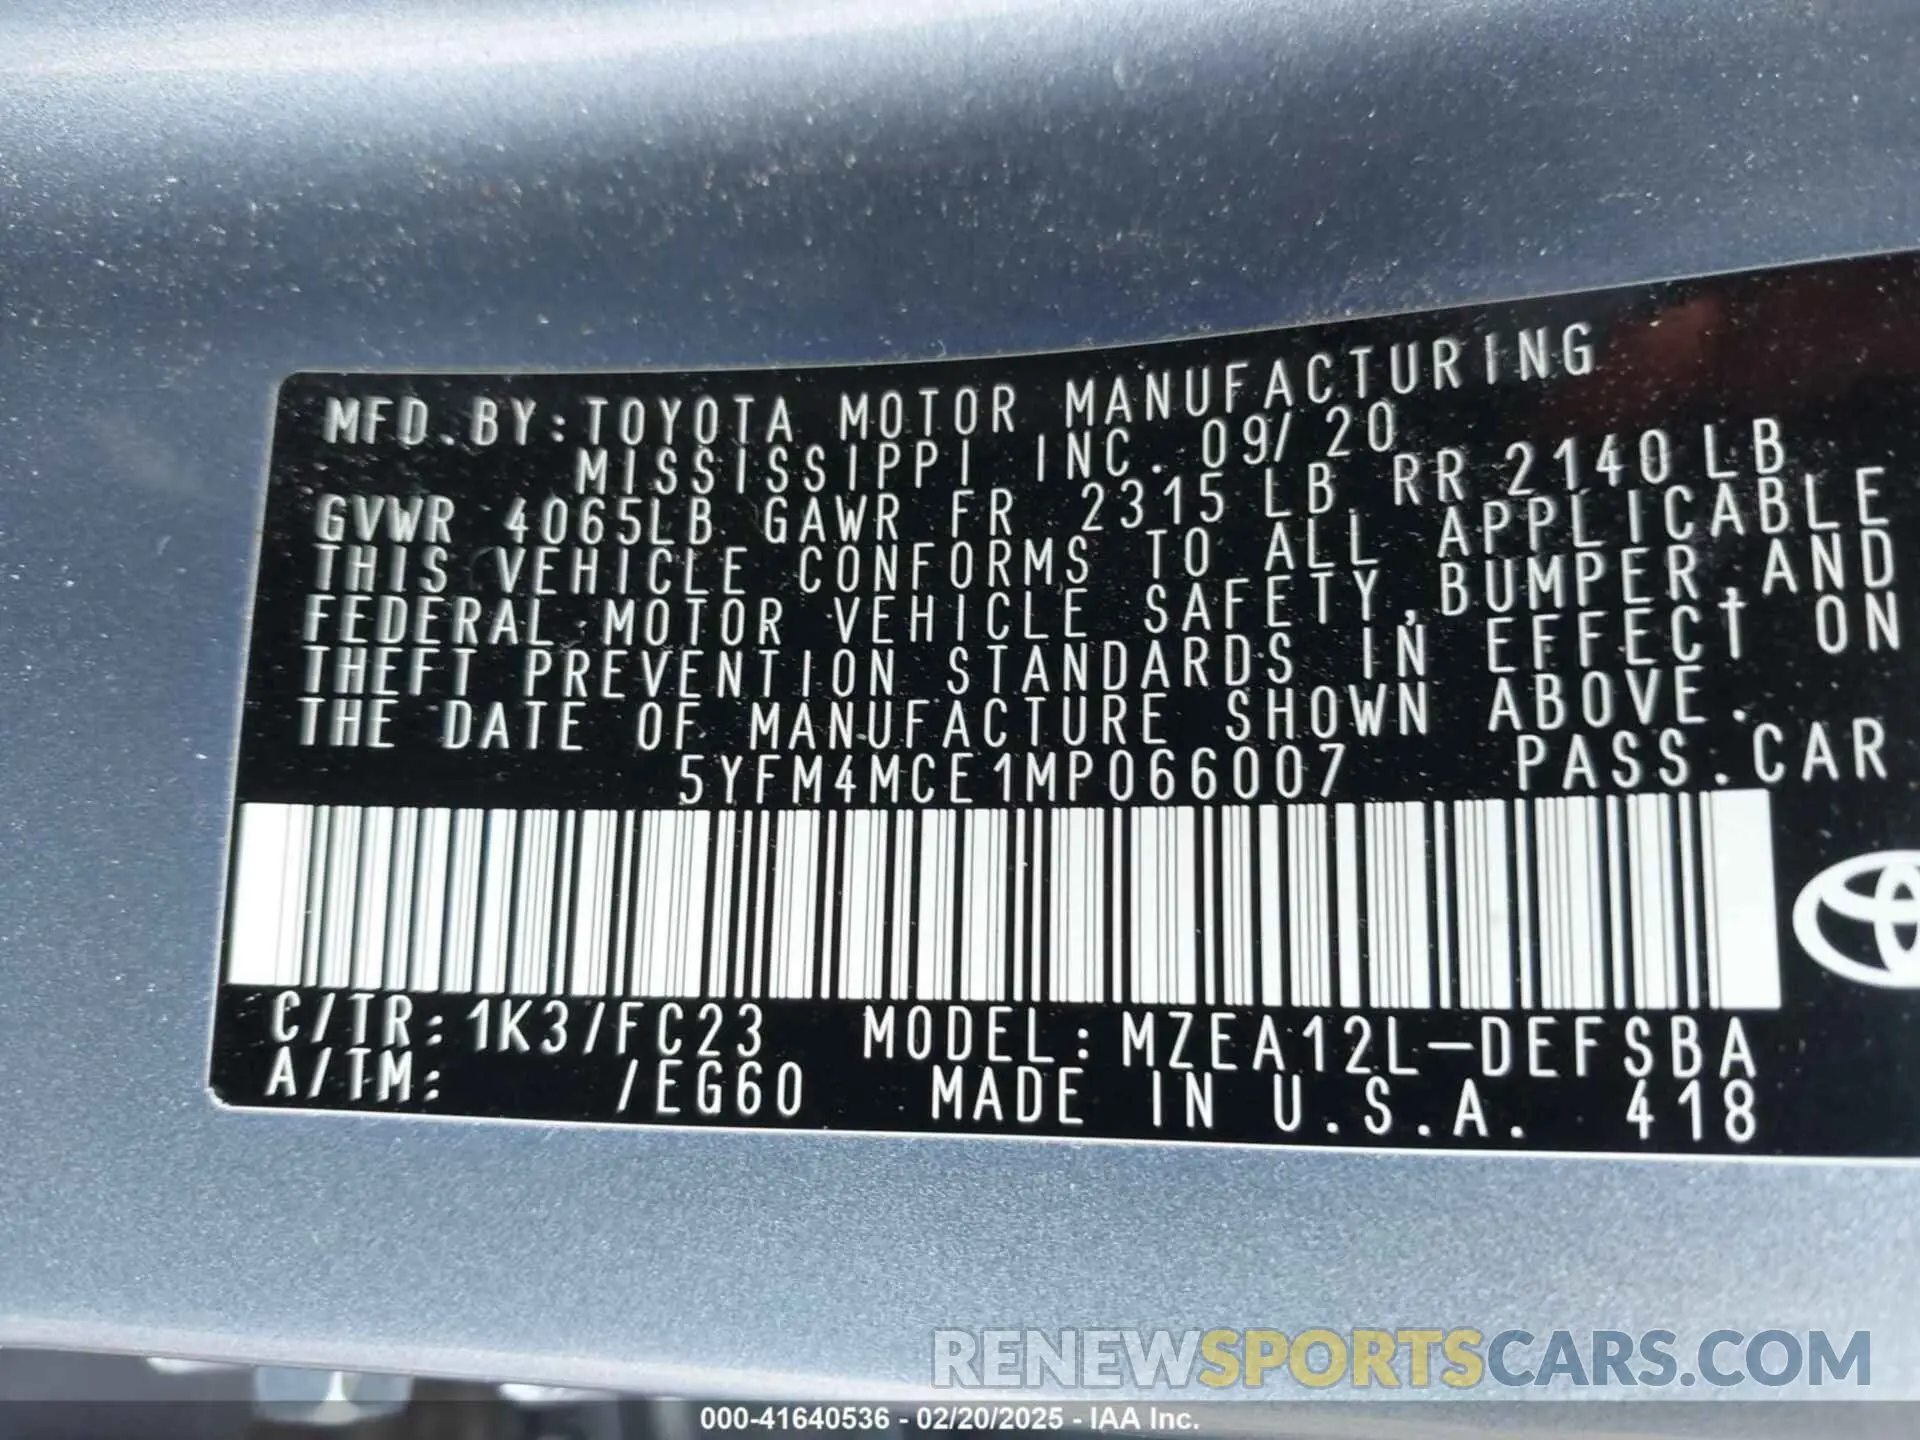 MFD.BY:TOYOTA MOTOR MANUFACTURING
MISSISSIPPI INC. 09/20
GVWR 4065LB GAWR FR 2315 LB RR 2140 LB
THIS VEHICLE CONFORMS TO ALL APPLICABLE
FEDERAL MOTOR VEHICLE SAFETY,BUMPER,AND
THEFT PREVENTION STANDARDS IN EFFECT ON
THE DATE OF MANUFACTURE SHOWN ABOVE.
5YFM4MCE1MP066007 PASS.CAR
C/TR:1K3/FC23 MODEL:MZEA12L-DEFSBA
A/TM: /EG60 MADE IN U.S.A. 418
RENEWSPORTSCARS.COM
000-41640536 - 02/20/2025 - IAA Inc.